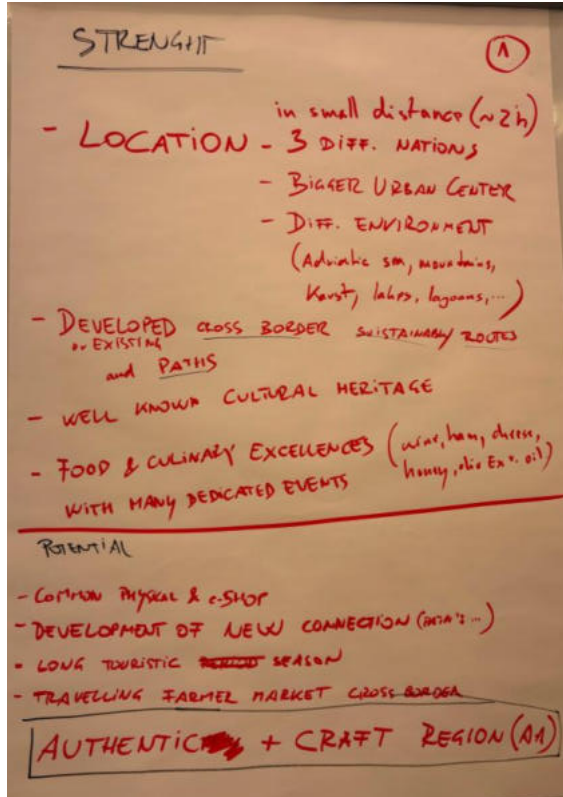 STRENGHT
1
in small distance (~2h)
- LOCATION - 3 DIFF. NATIONS
- BIGGER URBAN CENTER
- DIFF. ENVIRONMENT
(Adriatic sea, mountains,
Karst, lakes, lagoons,...)
- DEVELOPED CROSS BORDER SUSTAINABLY ROUTES
or EXISTING
and PATHS
- WELL KNOWN CULTURAL HERITAGE
- FOOD & CULINARY EXCELLENCES (wine, ham, cheese,
honey, olio Ex v. oil)
WITH MANY DEDICATED EVENTS
POTENTIAL
- COMMON PHYSICAL & e-SHOP
- DEVELOPMENT OF NEW CONNECTION
- LONG TOURISTIC SEASON
- TRAVELLING FARMER MARKET CROSS BORDER
AUTHENTIC + CRAFT REGION (A1)